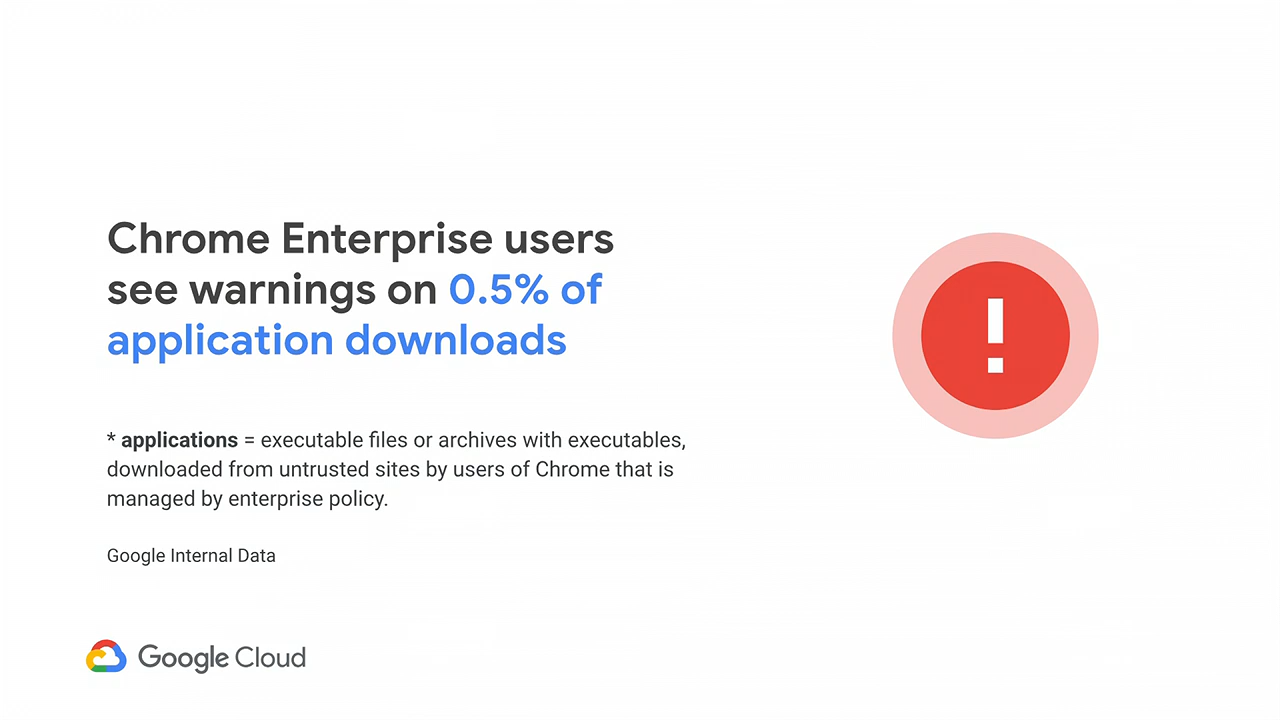 Chrome Enterprise users
see warnings on 0.5% of
application downloads
* applications = executable files or archives with executables,
downloaded from untrusted sites by users of Chrome that is
managed by enterprise policy.
Google Internal Data
Google Cloud